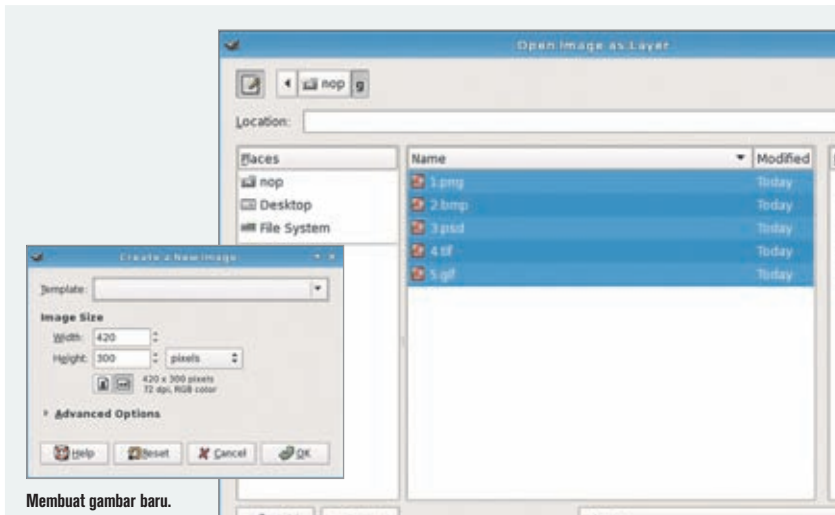 Open Image as Layer
nop g
Location:
Places
Name
Modified
nop
Desktop
File System
1.png
Today
2.bmp
Today
3.psd
Today
4.tif
Today
5.gif
Today
Create a New Image
Template:
Image Size
Width: 420
Height: 300 pixels
420 x 300 pixels
72 dpi, RGB color
Advanced Options
Help
Reset
Cancel
OK
Membuat gambar baru.